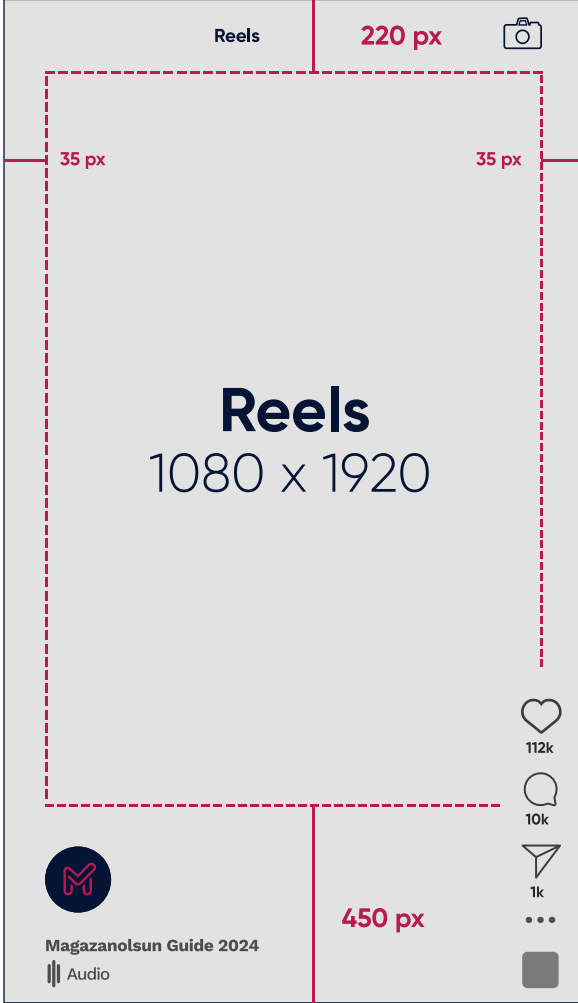 Reels
220 px
35 px
35 px
Reels
1080 x 1920
112k
10k
1k
450 px
Magazanolsun Guide 2024
Audio